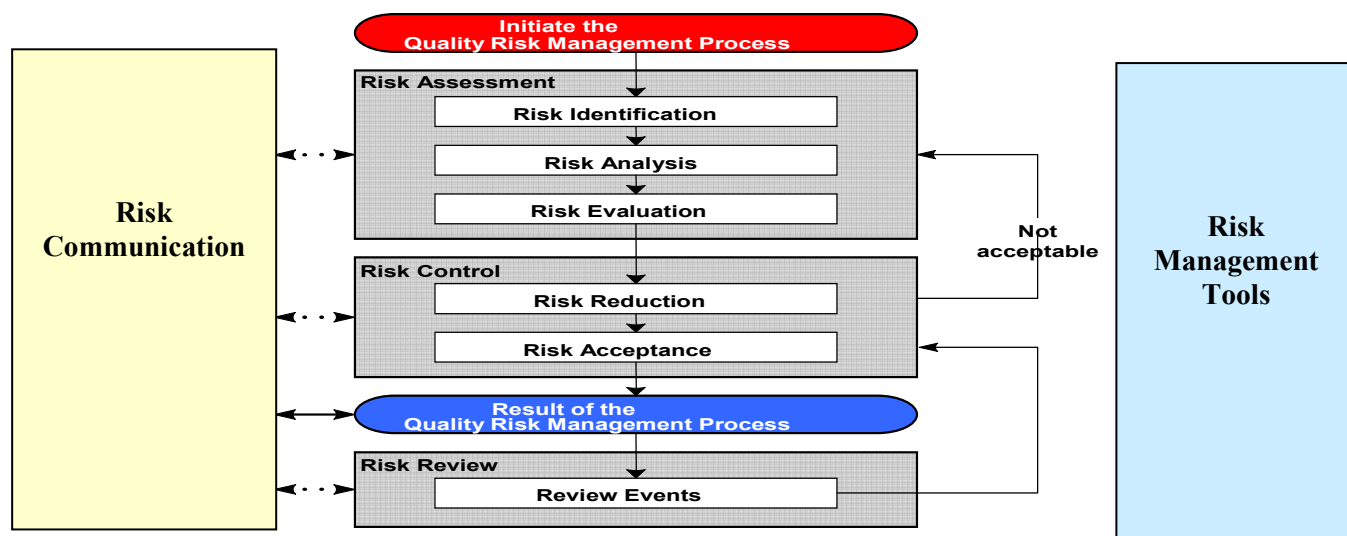 Initiate the
Quality Risk Management Process
Risk Assessment
Risk Identification
Risk Analysis
Risk Evaluation
Risk
Communication
Not
acceptable
Risk
Management
Tools
Risk Control
Risk Reduction
Risk Acceptance
Result of the
Quality Risk Management Process
Risk Review
Review Events